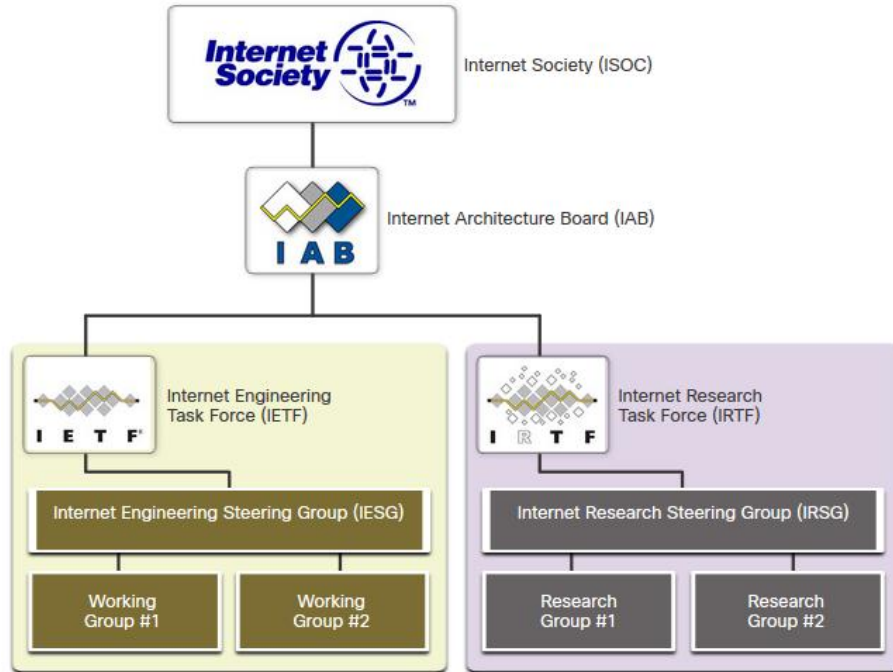 Internet
Society
TM
Internet Society (ISOC)
IAB
Internet Architecture Board (IAB)
IETF®
Internet Engineering
Task Force (IETF)
IRTF
Internet Research
Task Force (IRTF)
Internet Engineering Steering Group (IESG)
Internet Research Steering Group (IRSG)
Working
Group #1
Working
Group #2
Research
Group #1
Research
Group #2